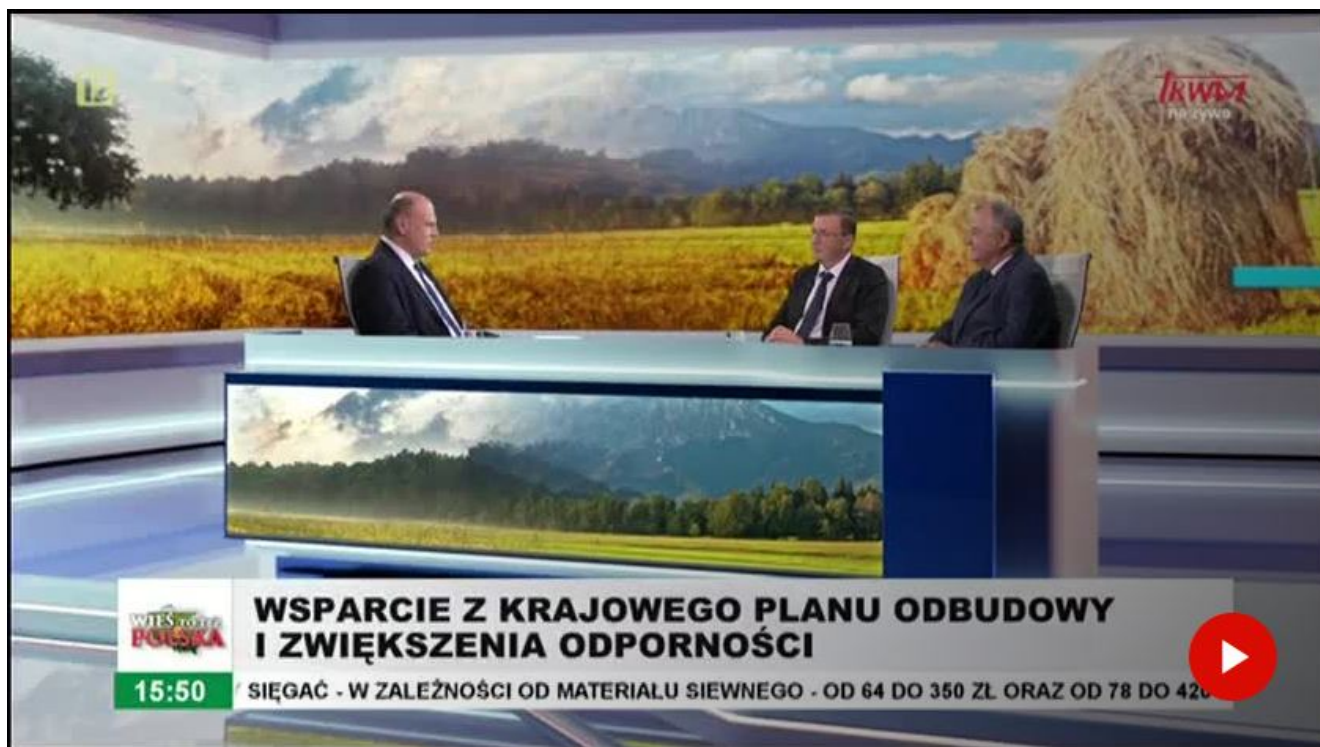 12
TRWAM
na żywo
WSPARCIE Z KRAJOWEGO PLANU ODBUDOWY
I ZWIĘKSZENIA ODPORNOŚCI
WIEŚ to też
POLSKA
15:50
SIĘGAĆ - W ZALEŻNOŚCI OD MATERIAŁU SIEWNEGO - OD 64 DO 350 ZŁ ORAZ OD 78 DO 420